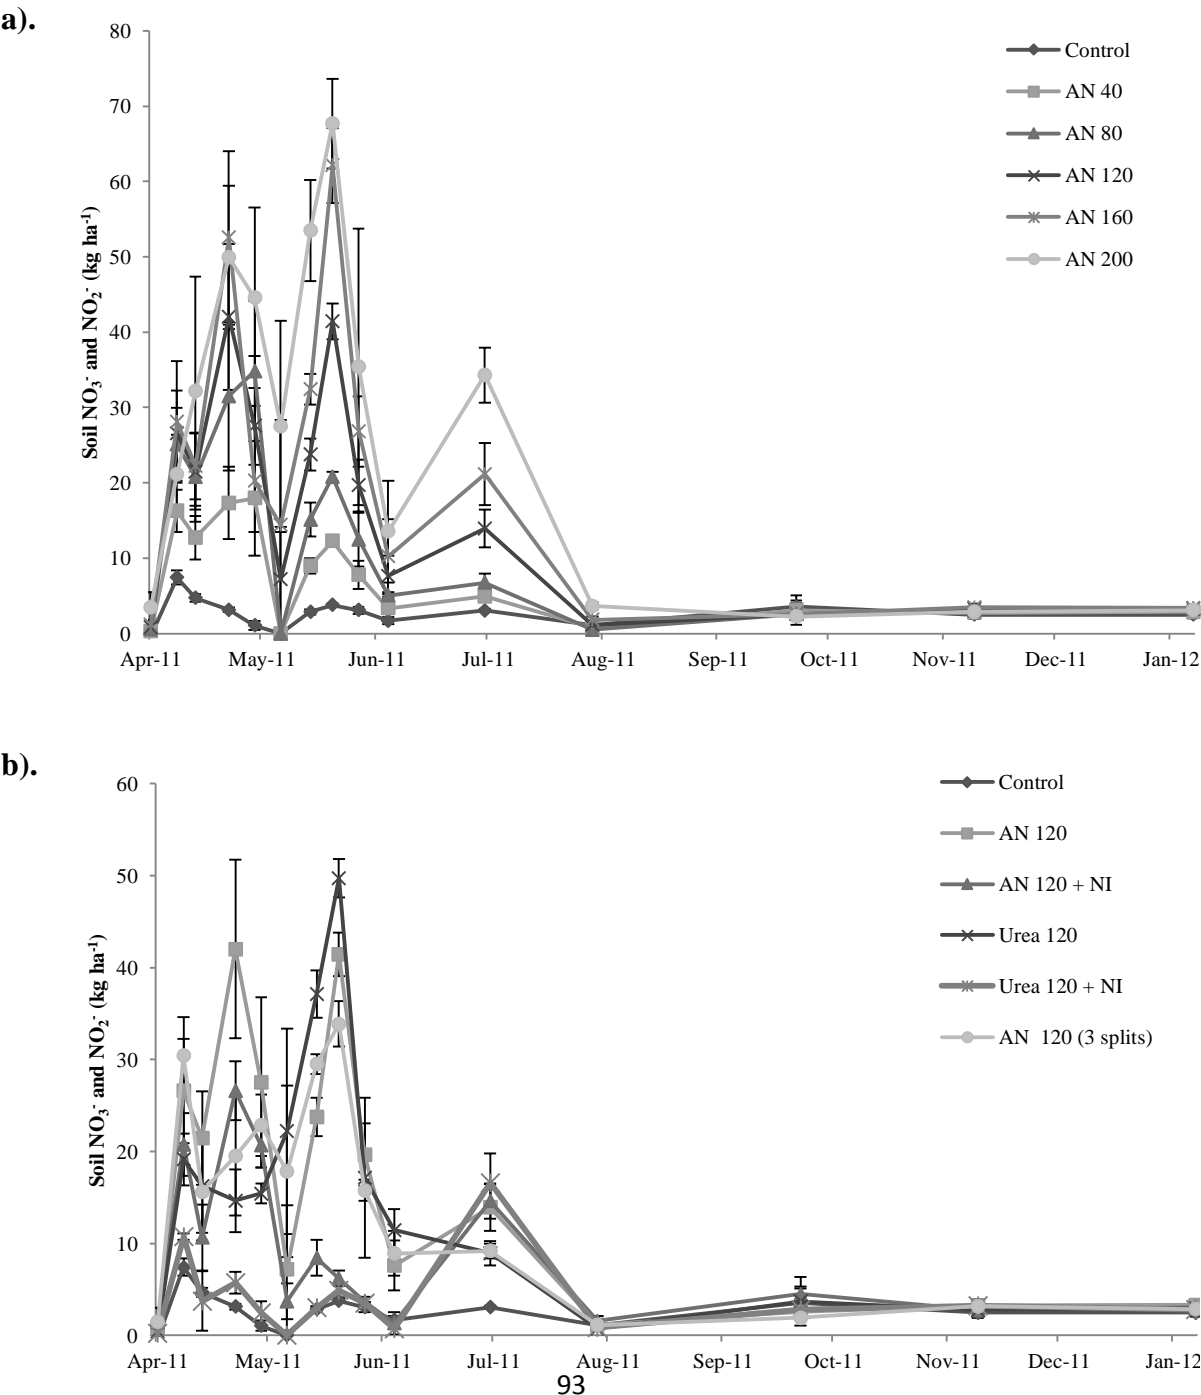 a).
80
70
60
50
40
30
20
10
0
Soil NO₃⁻ and NO₂⁻ (kg ha⁻¹)
Apr-11 May-11 Jun-11 Jul-11 Aug-11 Sep-11 Oct-11 Nov-11 Dec-11 Jan-12
Control
AN 40
AN 80
AN 120
AN 160
AN 200
b).
60
50
40
30
20
10
0
Soil NO₃⁻ and NO₂⁻ (kg ha⁻¹)
Apr-11 May-11 Jun-11 Jul-11 Aug-11 Sep-11 Oct-11 Nov-11 Dec-11 Jan-12
Control
AN 120
AN 120 + NI
Urea 120
Urea 120 + NI
AN 120 (3 splits)
93